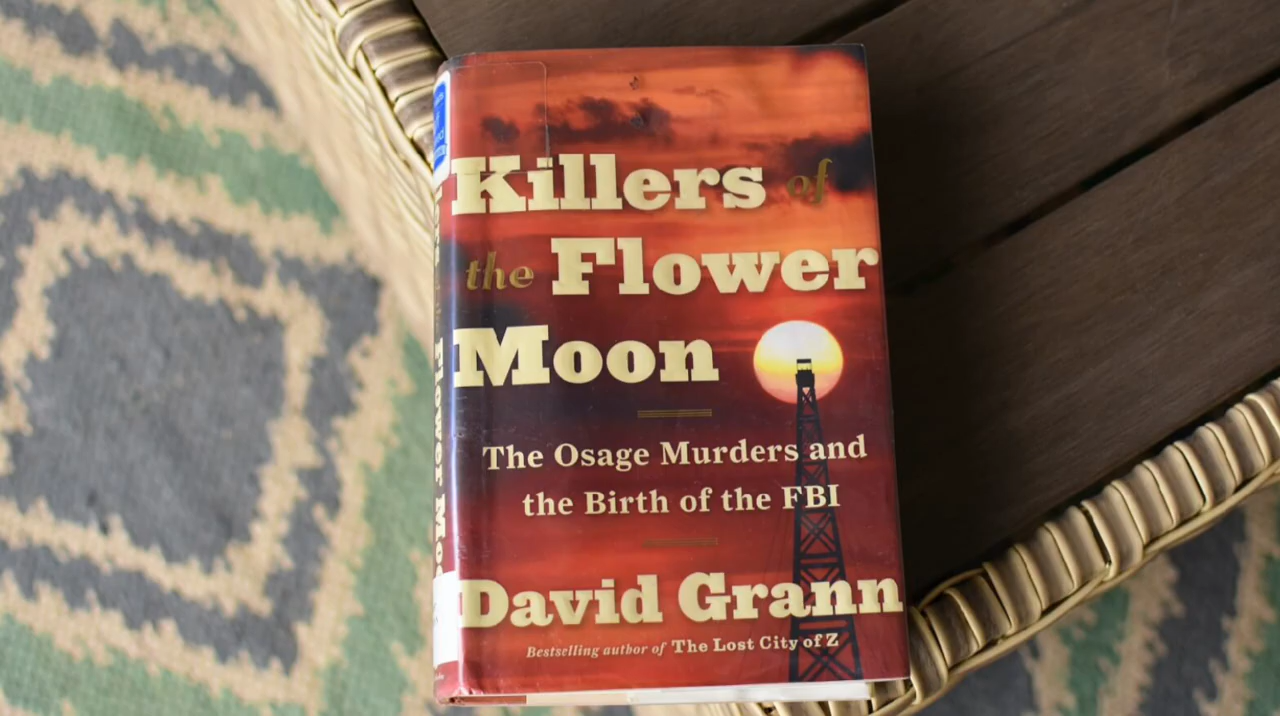 Killers of
the Flower
Moon
The Osage Murders and
the Birth of the FBI
David Grann
Bestselling author of The Lost City of Z
Flower